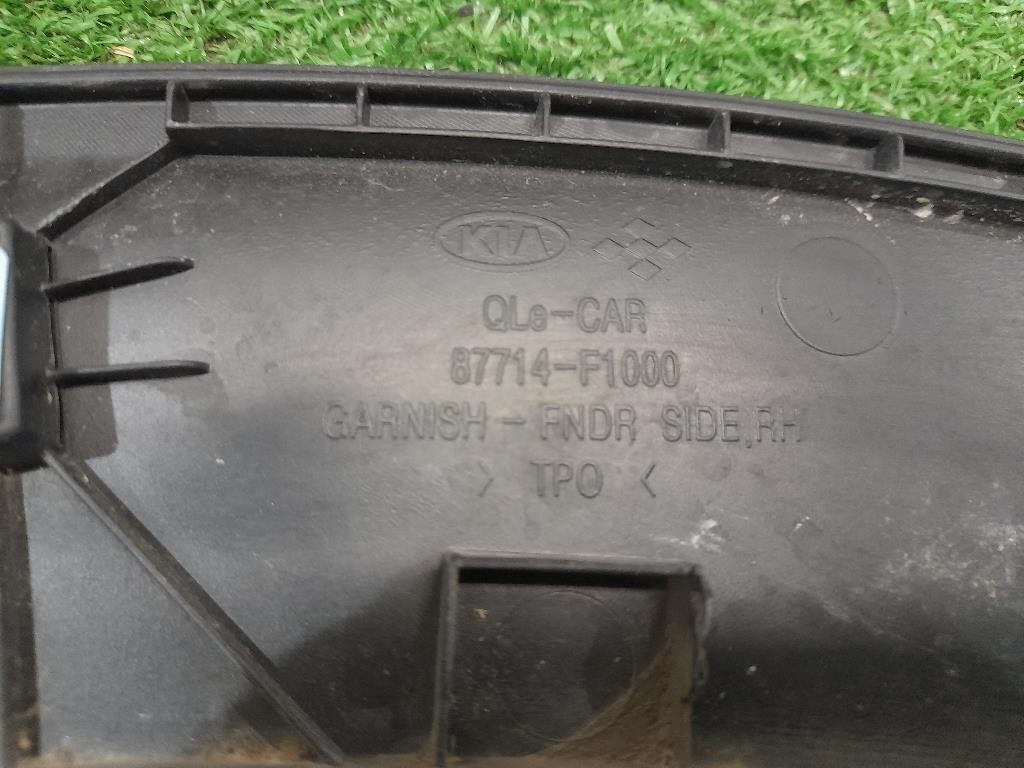 KIA
QLe-CAR
87714-F1000
GARNISH - FNDR SIDE,RH
> TPO <